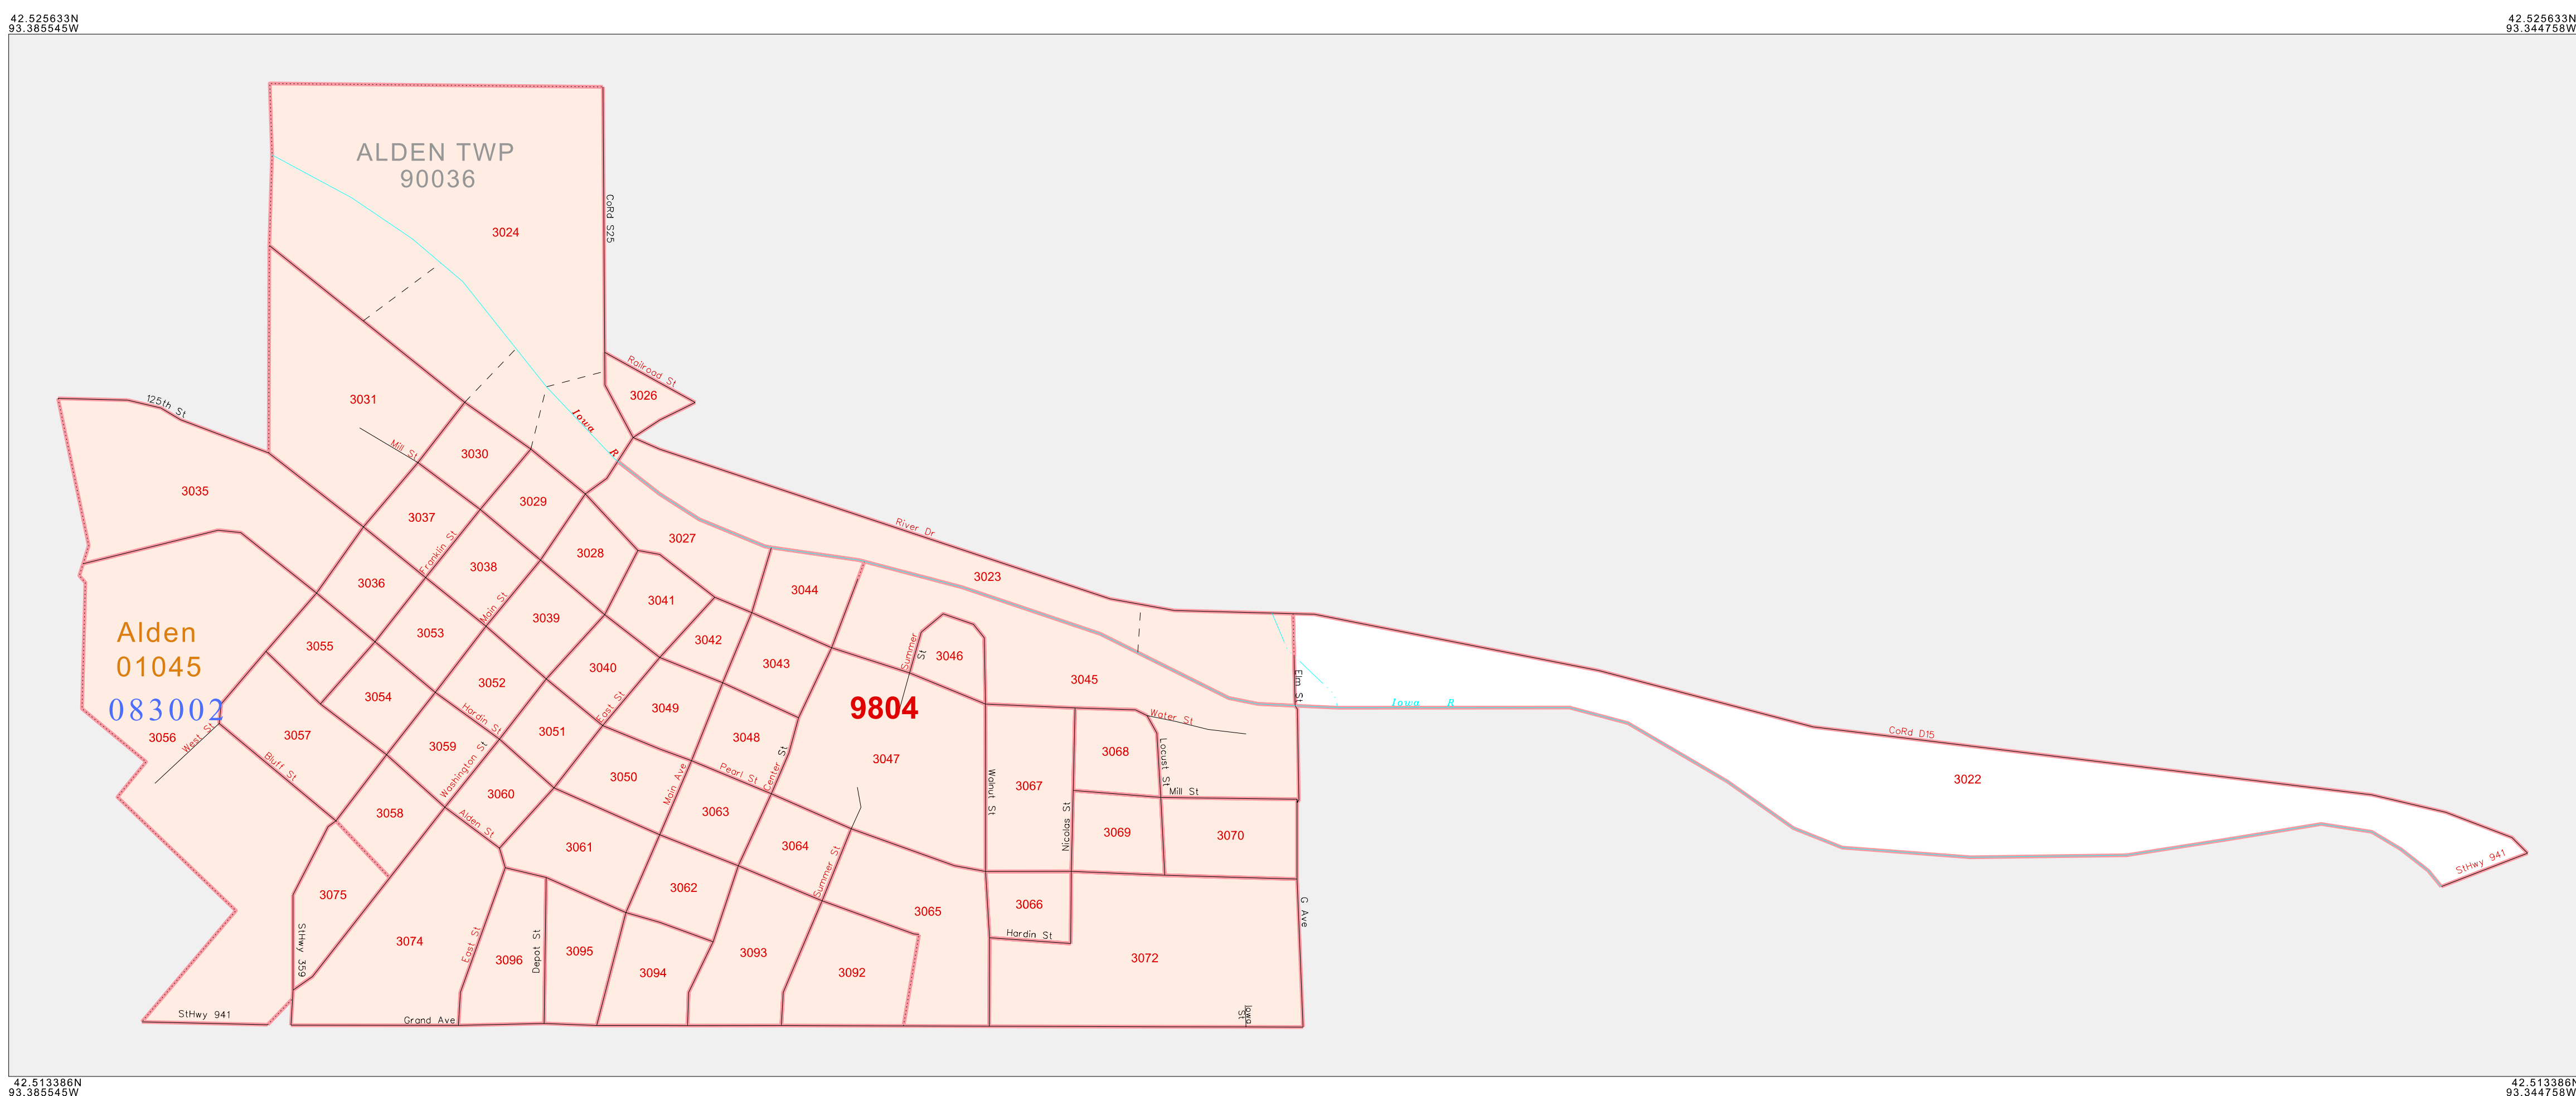 42.525633N
93.385545W
42.525633N
93.344758W
ALDEN TWP
90036
3024
CoRd S25
Railroad St
3026
3031
125th St
Iowa
R
Mill St
3030
3035
3029
3037
River Dr
3027
3028
Franklin St
3038
3023
3036
3044
3041
Main St
3039
Alden
01045
3053
3055
3042
Summer
St
3046
3043
3040
3045
Elm St
3052
3054
083002
3049
East St
9804
Iowa R
Hardin St
Water St
3056
West St
3057
3051
3048
CoRd D15
3059
3068
3047
Bluff St
Washington St
3050
Main Ave
Pearl St
Center St
Walnut St
3067
Locust St
3022
Mill St
3060
3058
3063
Alden St
Nicolas St
3069
3070
3061
3064
StHwy 941
3062
Summer St
3075
3066
3065
G Ave
Hardin St
3074
East St
StHwy 359
3096
Depot St
3095
3093
3072
3094
3092
StHwy 941
Grand Ave
Iowa
St
42.513386N
93.385545W
42.513386N
93.344758W